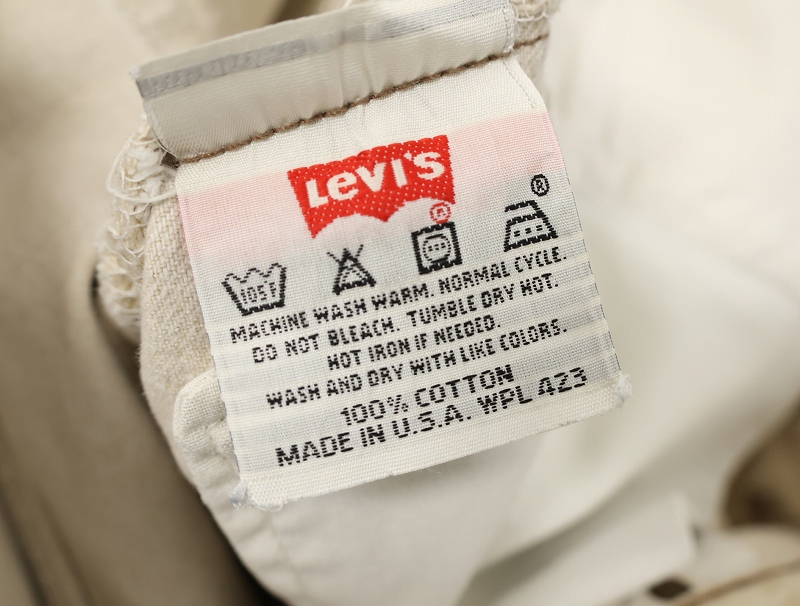 Levi's
®
®
105F
MACHINE WASH WARM. NORMAL CYCLE.
DO NOT BLEACH. TUMBLE DRY HOT.
HOT IRON IF NEEDED.
WASH AND DRY WITH LIKE COLORS.
100% COTTON
MADE IN U.S.A. WPL 423